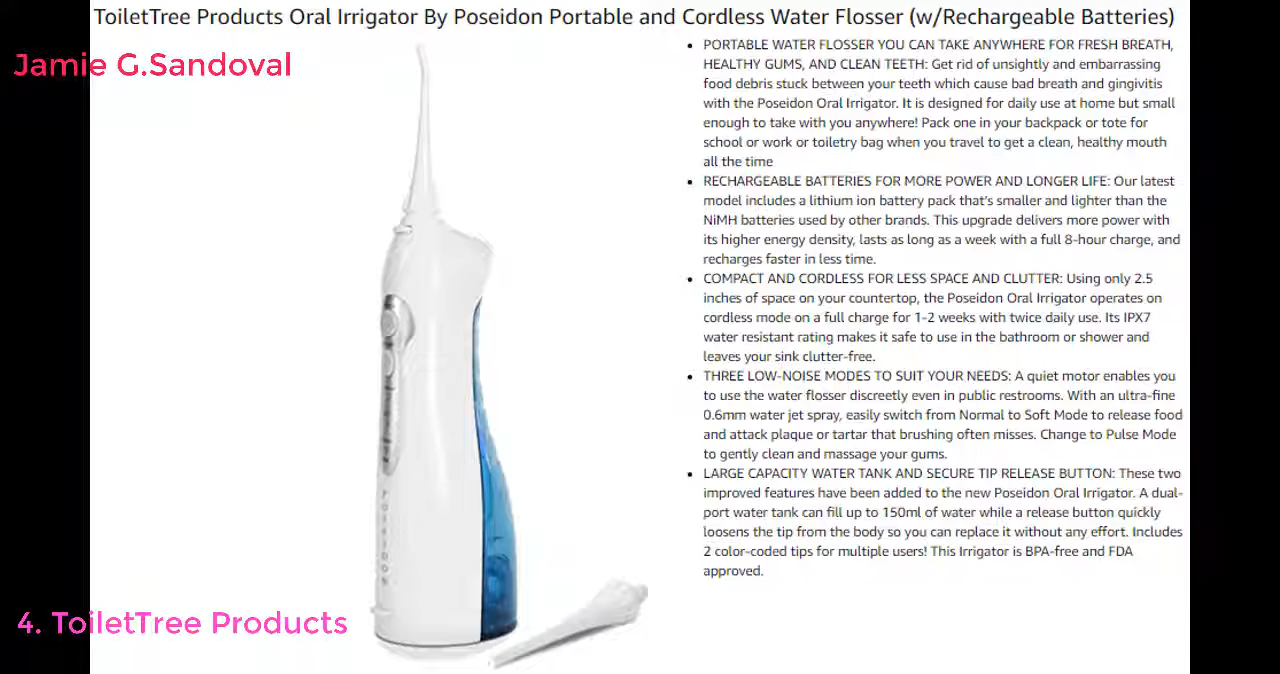 ToiletTree Products Oral Irrigator By Poseidon Portable and Cordless Water Flosser (w/Rechargeable Batteries)
Jamie G.Sandoval
• PORTABLE WATER FLOSSER YOU CAN TAKE ANYWHERE FOR FRESH BREATH,
HEALTHY GUMS, AND CLEAN TEETH: Get rid of unsightly and embarrassing
food debris stuck between your teeth which cause bad breath and gingivitis
with the Poseidon Oral Irrigator. It is designed for daily use at home but small
enough to take with you anywhere! Pack one in your backpack or tote for
school or work or toiletry bag when you travel to get a clean, healthy mouth
all the time
• RECHARGEABLE BATTERIES FOR MORE POWER AND LONGER LIFE: Our latest
model includes a lithium ion battery pack that's smaller and lighter than the
NiMH batteries used by other brands. This upgrade delivers more power with
its higher energy density, lasts as long as a week with a full 8-hour charge, and
recharges faster in less time.
• COMPACT AND CORDLESS FOR LESS SPACE AND CLUTTER: Using only 2.5
inches of space on your countertop, the Poseidon Oral Irrigator operates on
cordless mode on a full charge for 1-2 weeks with twice daily use. Its IPX7
water resistant rating makes it safe to use in the bathroom or shower and
leaves your sink clutter-free.
• THREE LOW-NOISE MODES TO SUIT YOUR NEEDS: A quiet motor enables you
to use the water flosser discreetly even in public restrooms. With an ultra-fine
0.6mm water jet spray, easily switch from Normal to Soft Mode to release food
and attack plaque or tartar that brushing often misses. Change to Pulse Mode
to gently clean and massage your gums.
• LARGE CAPACITY WATER TANK AND SECURE TIP RELEASE BUTTON: These two
improved features have been added to the new Poseidon Oral Irrigator. A dual-
port water tank can fill up to 150ml of water while a release button quickly
loosens the tip from the body so you can replace it without any effort. Includes
2 color-coded tips for multiple users! This Irrigator is BPA-free and FDA
approved.
POSEIDON
4. ToiletTree Products